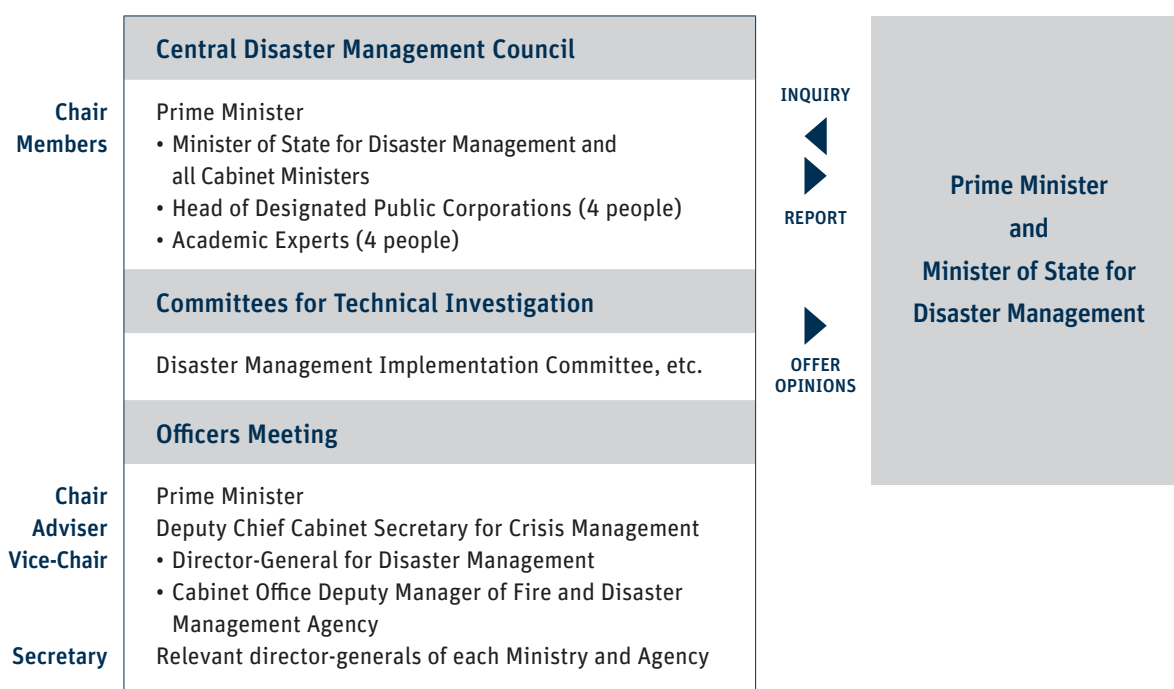 Central Disaster Management Council
Chair
Prime Minister
Members
• Minister of State for Disaster Management and
all Cabinet Ministers
• Head of Designated Public Corporations (4 people)
• Academic Experts (4 people)
Committees for Technical Investigation
Disaster Management Implementation Committee, etc.
Officers Meeting
Chair
Prime Minister
Adviser
Deputy Chief Cabinet Secretary for Crisis Management
Vice-Chair
• Director-General for Disaster Management
• Cabinet Office Deputy Manager of Fire and Disaster
Management Agency
Secretary
Relevant director-generals of each Ministry and Agency
INQUIRY
REPORT
OFFER
OPINIONS
Prime Minister
and
Minister of State for
Disaster Management